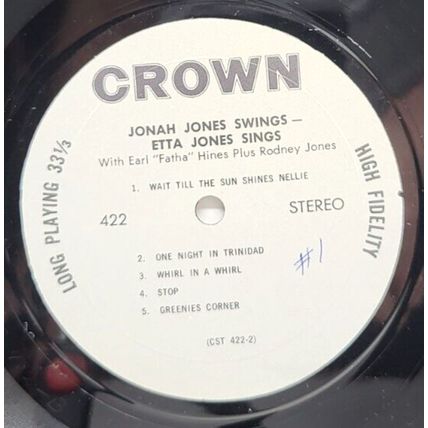 CROWN
JONAH JONES SWINGS —
ETTA JONES SINGS
With Earl "Fatha" Hines Plus Rodney Jones
1. WAIT TILL THE SUN SHINES NELLIE
LONG PLAYING 33⅓
422
STEREO
HIGH FIDELITY
2. ONE NIGHT IN TRINIDAD
3. WHIRL IN A WHIRL
4. STOP
5. GREENIES CORNER
#1
(CST 422-2)